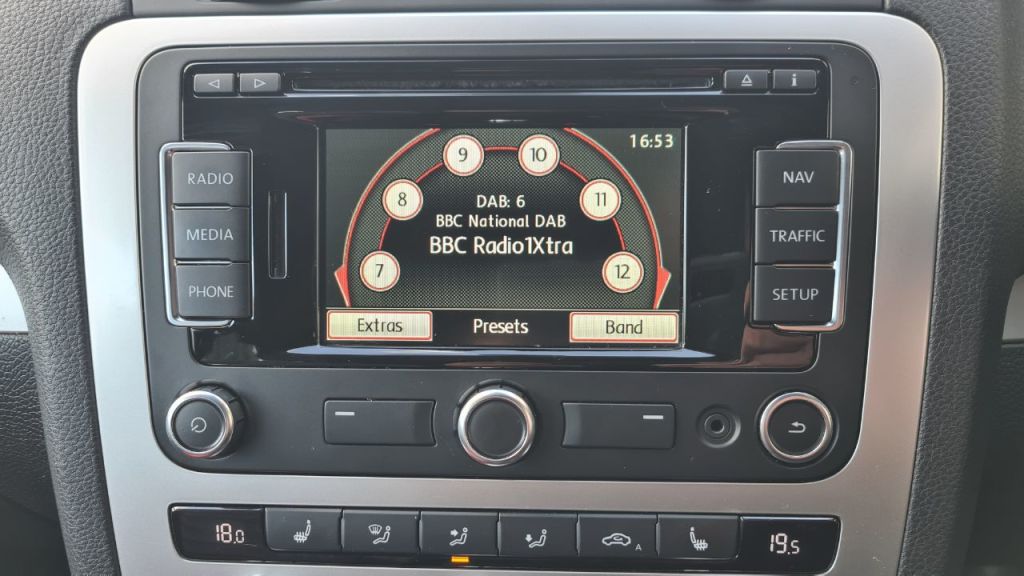 i
16:53
9 10
8 11
7 12
DAB: 6
BBC National DAB
BBC Radio1Xtra
Extras Presets Band
RADIO
MEDIA
PHONE
NAV
TRAFFIC
SETUP
18.0
A
19.5